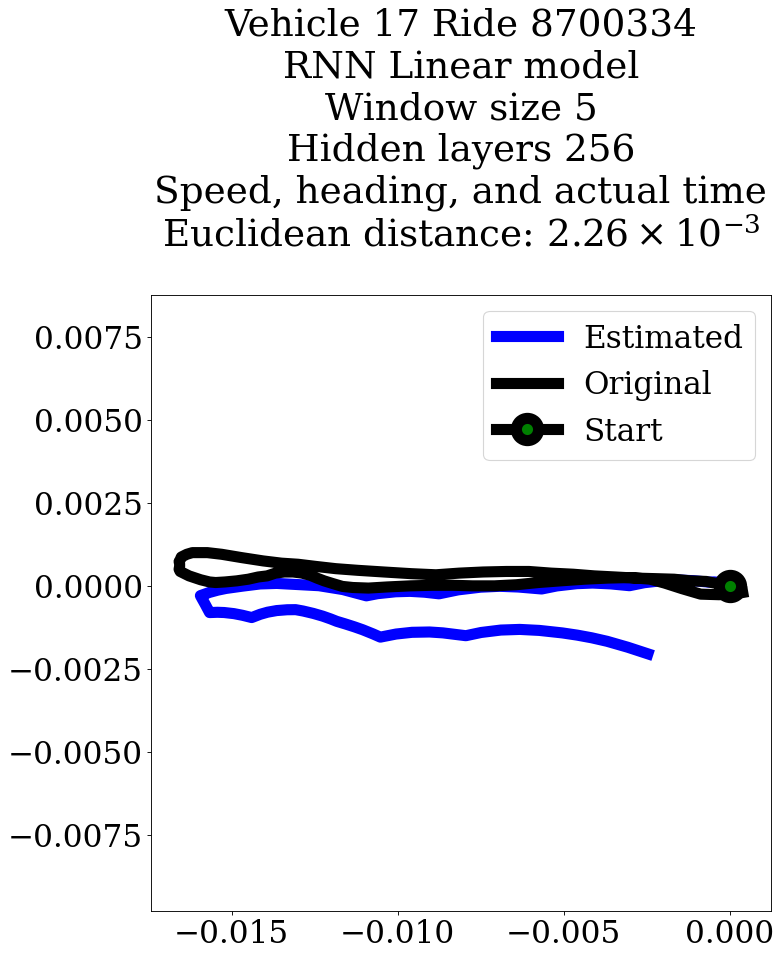 Vehicle 17 Ride 8700334
RNN Linear model
Window size 5
Hidden layers 256
Speed, heading, and actual time
Euclidean distance: 2.26 × 10⁻³
Estimated
Original
Start
0.0075
0.0050
0.0025
0.0000
−0.0025
−0.0050
−0.0075
−0.015
−0.010
−0.005
0.000